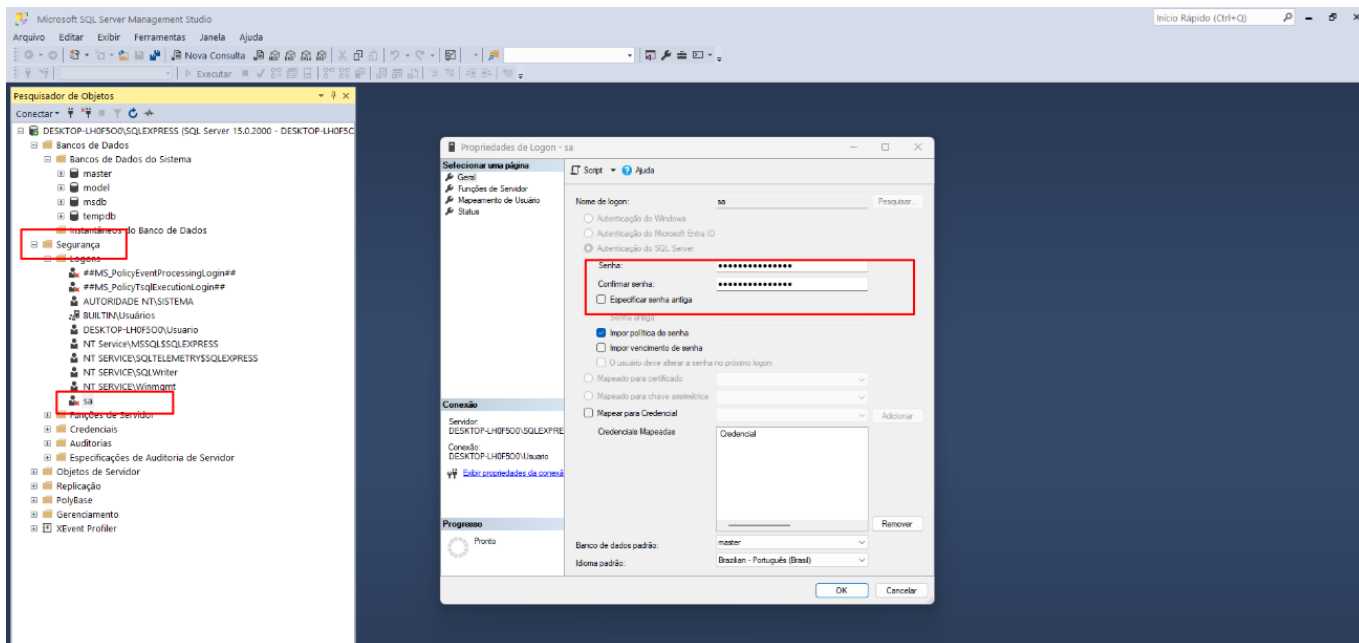 Microsoft SQL Server Management Studio
Início Rápido (Ctrl+Q)
Arquivo Editar Exibir Ferramentas Janela Ajuda
Nova Consulta
Executar
Pesquisador de Objetos
Conectar
DESKTOP-LH0F5O0\SQLEXPRESS (SQL Server 15.0.2000 - DESKTOP-LH0F5O
Bancos de Dados
Bancos de Dados do Sistema
master
model
msdb
tempdb
Instantâneos do Banco de Dados
Segurança
Logons
##MS_PolicyEventProcessingLogin##
##MS_PolicyTsqlExecutionLogin##
AUTORIDADE NT\SISTEMA
BUILTIN\Usuários
DESKTOP-LH0F5O0\Usuario
NT Service\MSSQL$SQLEXPRESS
NT SERVICE\SQLTELEMETRY$SQLEXPRESS
NT SERVICE\SQLWriter
NT SERVICE\Winmgmt
sa
Funções de Servidor
Credenciais
Auditorias
Especificações de Auditoria de Servidor
Objetos de Servidor
Replicação
PolyBase
Gerenciamento
XEvent Profiler
Propriedades de Logon - sa
Selecionar uma página
Geral
Funções de Servidor
Mapeamento de Usuário
Status
Conexão
Servidor:
DESKTOP-LH0F5O0\SQLEXPRE
Conexão:
DESKTOP-LH0F5O0\Usuario
Exibir propriedades da conexã
Progresso
Pronto
Script Ajuda
Nome de logon: sa Pesquisar...
Autenticação do Windows
Autenticação do Microsoft Entra ID
Autenticação do SQL Server
Senha: ●●●●●●●●●●●●●●●
Confirmar senha: ●●●●●●●●●●●●●●●
Especificar senha antiga
Senha antiga:
Impor política de senha
Impor vencimento de senha
O usuário deve alterar a senha no próximo logon
Mapeado para certificado
Mapeado para chave assimétrica
Mapear para Credencial Adicionar
Credenciais Mapeadas Credencial
Remover
Banco de dados padrão: master
Idioma padrão: Brazilian - Português (Brasil)
OK Cancelar